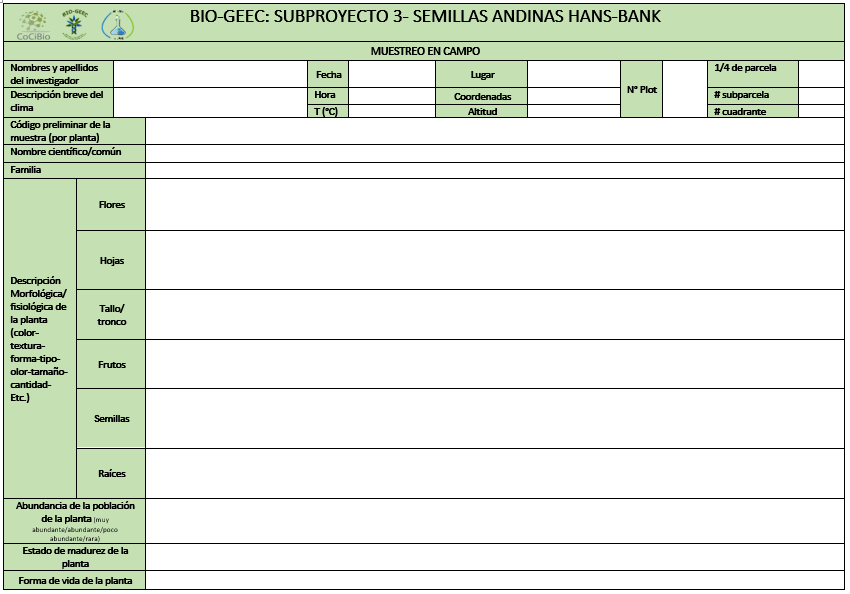 CoCiBio
BIO-GEEC
BIO-GEEC: SUBPROYECTO 3- SEMILLAS ANDINAS HANS-BANK
MUESTREO EN CAMPO
Nombres y apellidos
del investigador
Fecha
Lugar
N° Plot
1/4 de parcela
Descripción breve del
clima
Hora
Coordenadas
# subparcela
T (°C)
Altitud
# cuadrante
Código preliminar de la
muestra (por planta)
Nombre científico/común
Familia
Descripción
Morfológica/
fisiológica de
la planta
(color-
textura-
forma-tipo-
olor-tamaño-
cantidad-
Etc.)
Flores
Hojas
Tallo/
tronco
Frutos
Semillas
Raíces
Abundancia de la población
de la planta (muy
abundante/abundante/poco
abundante/rara)
Estado de madurez de la
planta
Forma de vida de la planta